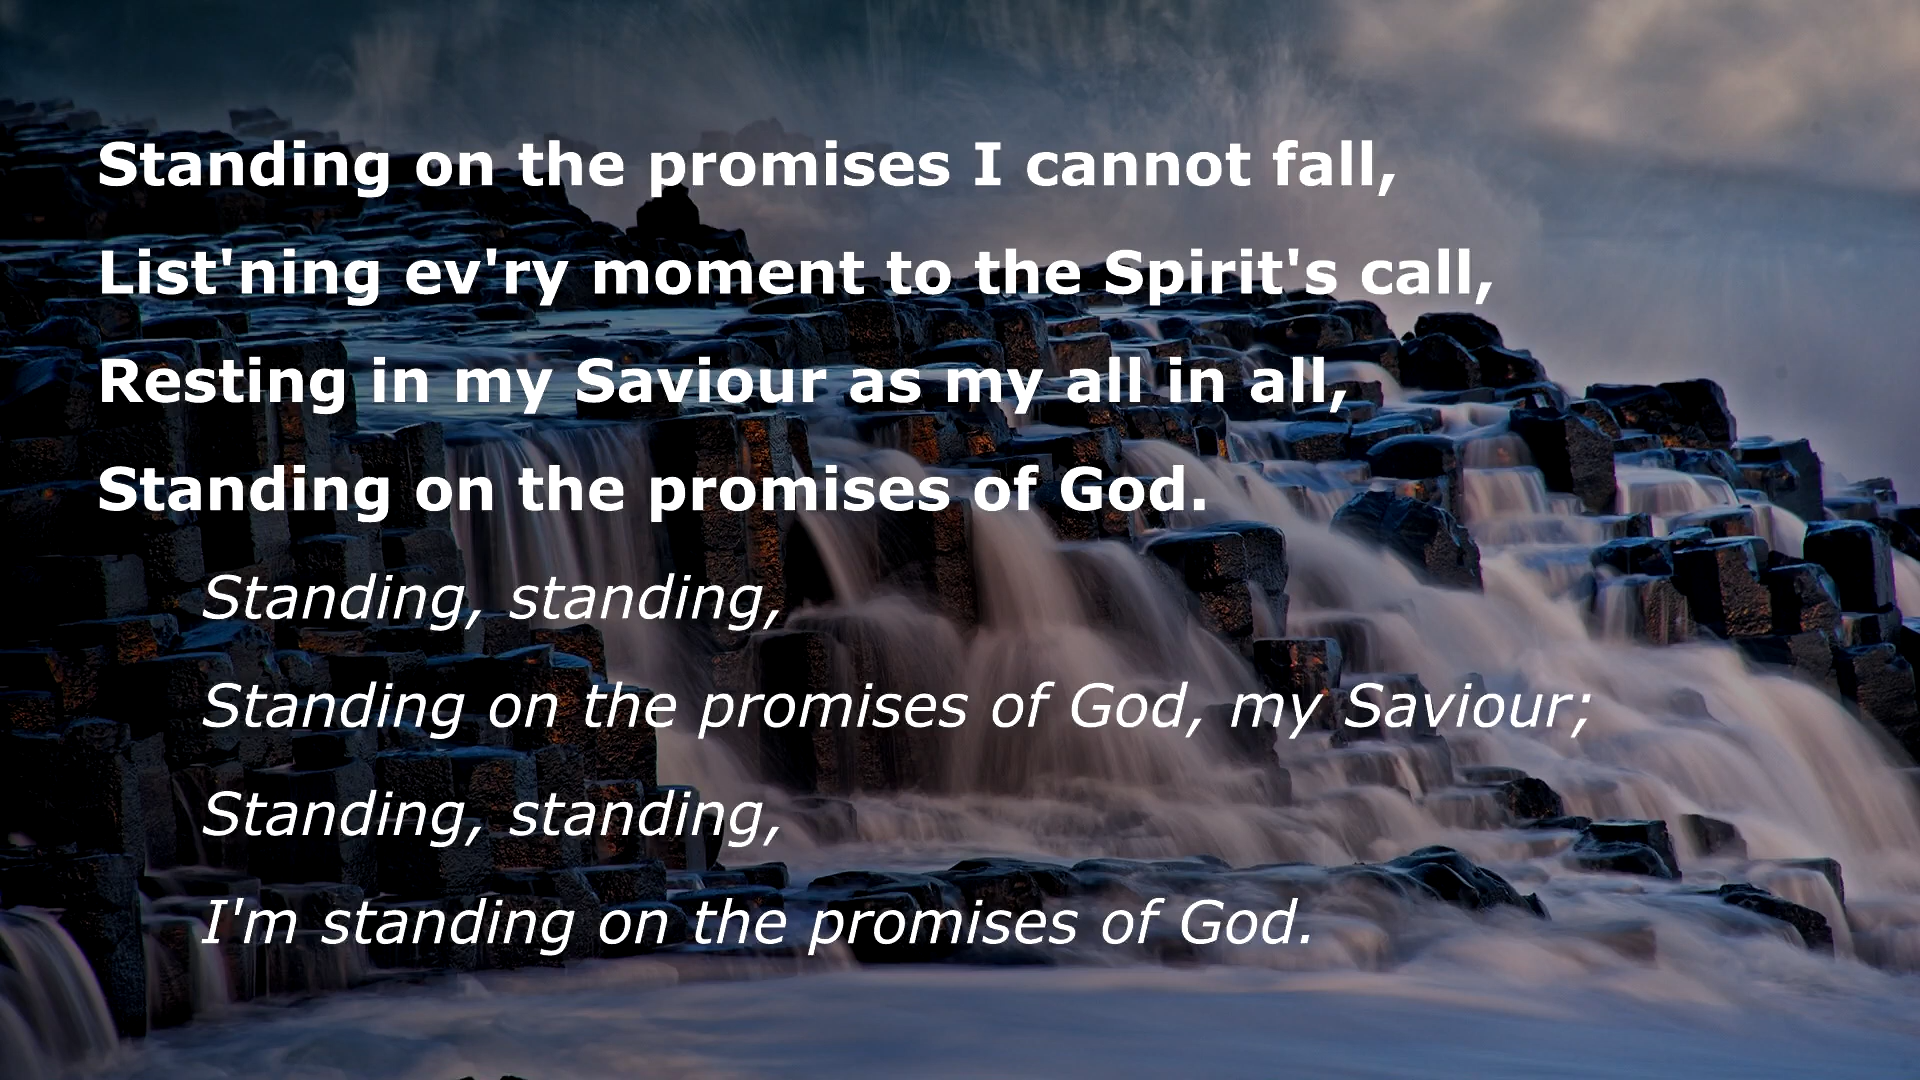 Standing on the promises I cannot fall,
List'ning ev'ry moment to the Spirit's call,
Resting in my Saviour as my all in all,
Standing on the promises of God.
Standing, standing,
Standing on the promises of God, my Saviour;
Standing, standing,
I'm standing on the promises of God.